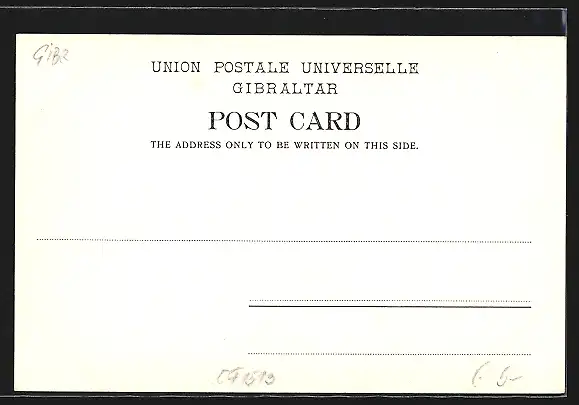 GIBR
UNION POSTALE UNIVERSELLE
GIBRALTAR
POST CARD
THE ADDRESS ONLY TO BE WRITTEN ON THIS SIDE.